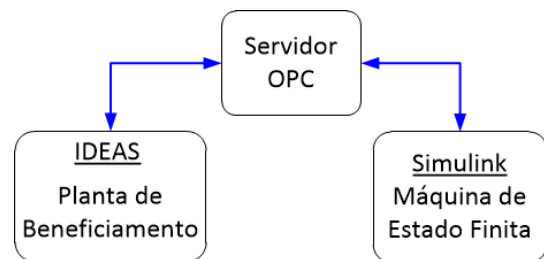 Servidor
OPC
IDEAS
Planta de
Beneficiamento
Simulink
Máquina de
Estado Finita